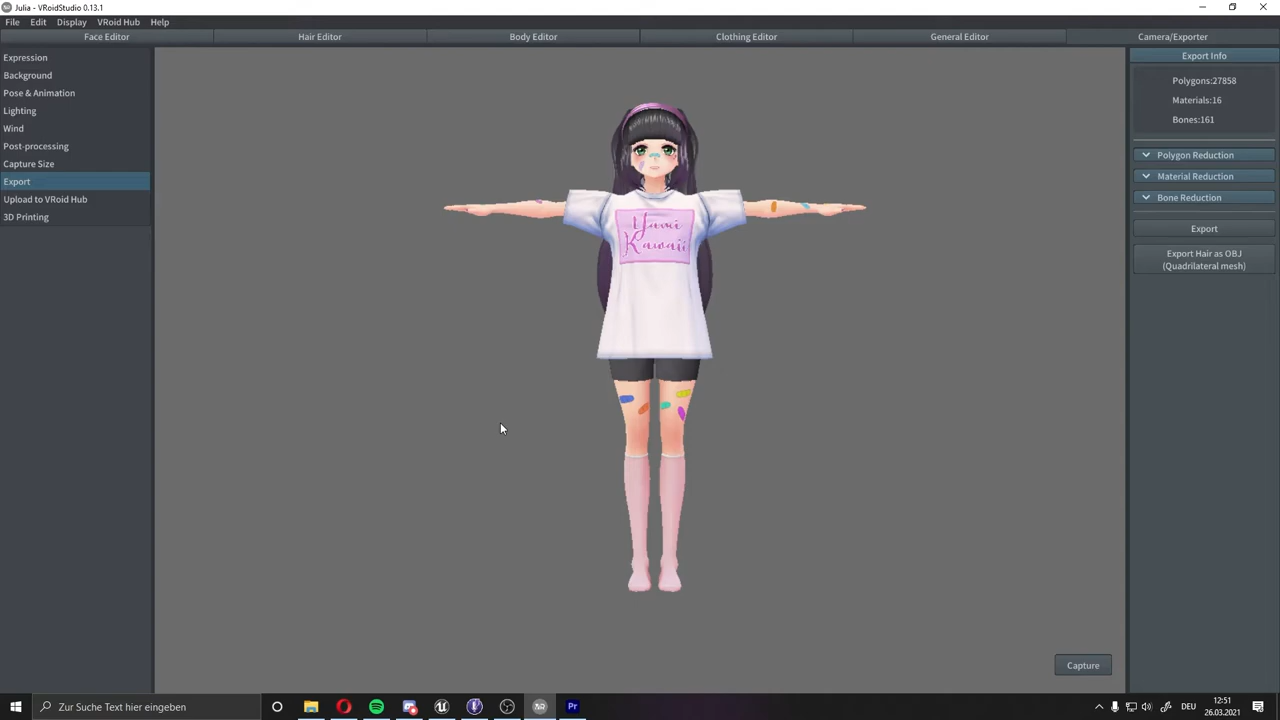 Julia - VRoidStudio 0.13.1
File Edit Display VRoid Hub Help
Face Editor Hair Editor Body Editor Clothing Editor General Editor Camera/Exporter
Expression
Background
Pose & Animation
Lighting
Wind
Post-processing
Capture Size
Export
Upload to VRoid Hub
3D Printing
Yami
Kawaii
Export Info
Polygons:27858
Materials:16
Bones:161
Polygon Reduction
Material Reduction
Bone Reduction
Export
Export Hair as OBJ
(Quadrilateral mesh)
Capture
Zur Suche Text hier eingeben
Pr
DEU
12:51
26.03.2021